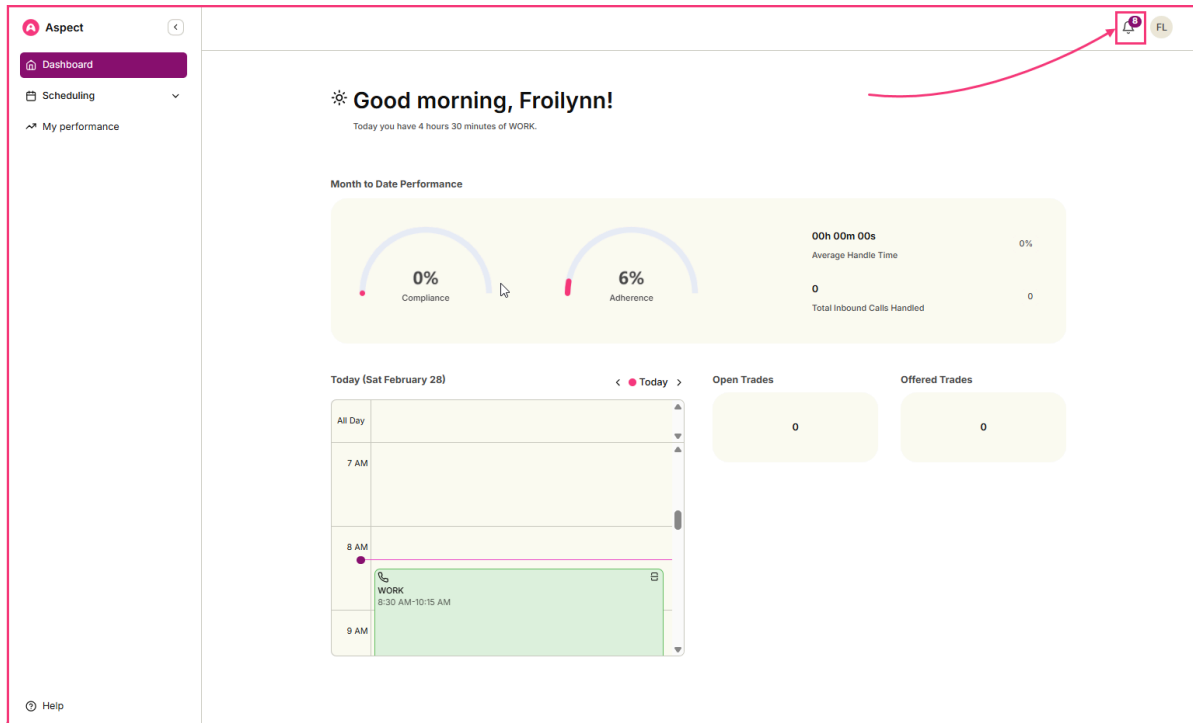 Aspect
8
FL
Dashboard
Scheduling
My performance
Good morning, Froilynn!
Today you have 4 hours 30 minutes of WORK.
Month to Date Performance
0%
Compliance
6%
Adherence
00h 00m 00s
Average Handle Time
0%
0
Total Inbound Calls Handled
0
Today (Sat February 28)
Today
All Day
7 AM
8 AM
WORK
8:30 AM-10:15 AM
9 AM
Open Trades
0
Offered Trades
0
Help